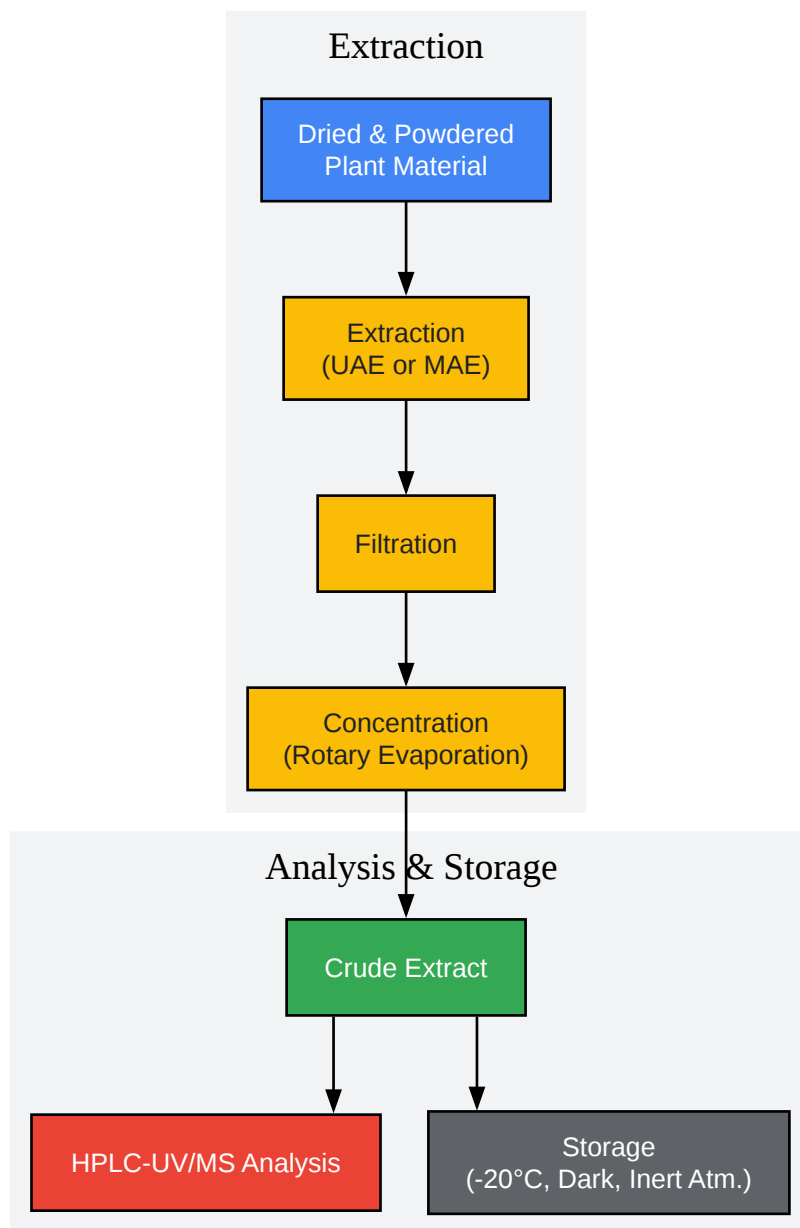 Extraction
Dried & Powdered
Plant Material
Extraction
(UAE or MAE)
Filtration
Concentration
(Rotary Evaporation)
Analysis & Storage
Crude Extract
HPLC-UV/MS Analysis
Storage
(-20°C, Dark, Inert Atm.)